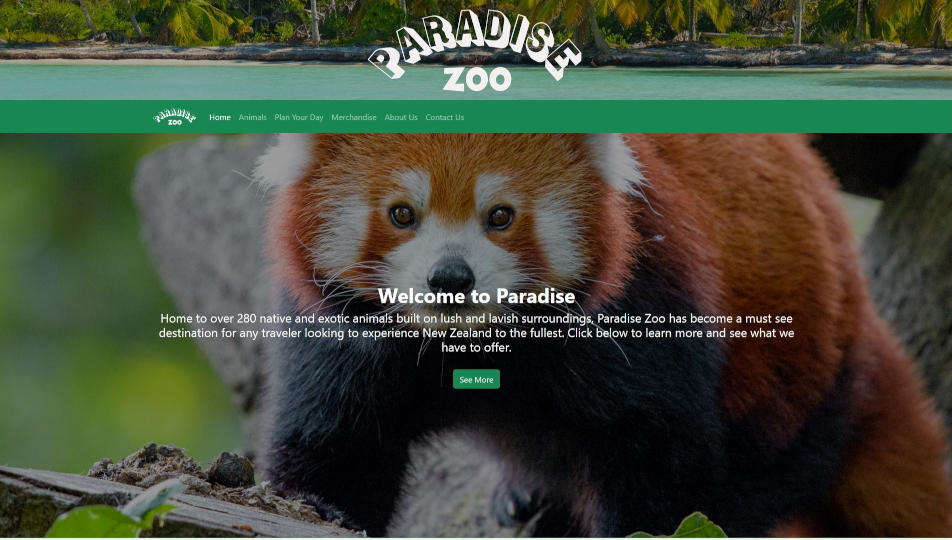 PARADISE
ZOO
PARADISE
ZOO
Home Animals Plan Your Day Merchandise About Us Contact Us
Welcome to Paradise
Home to over 280 native and exotic animals built on lush and lavish surroundings, Paradise Zoo has become a must see
destination for any traveler looking to experience New Zealand to the fullest. Click below to learn more and see what we
have to offer.
See More